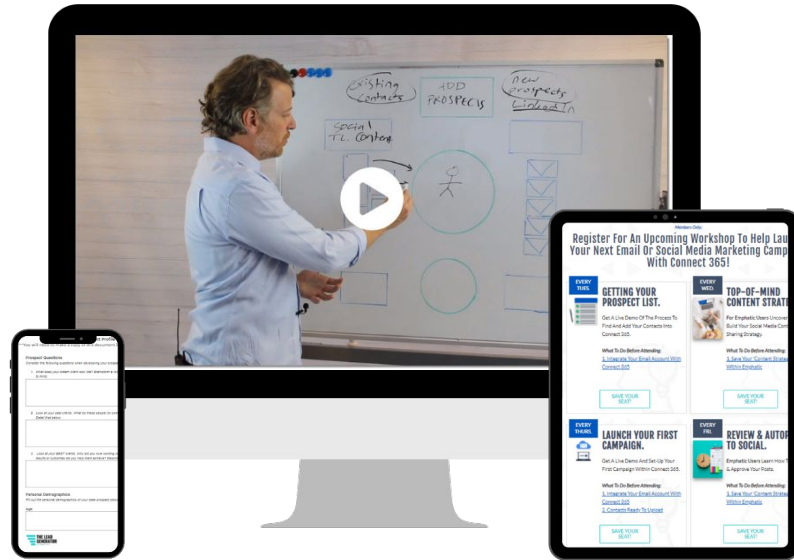 Existing
Contacts
ADD
PROSPECTS
New
prospects
LinkedIn
Social
T.L. Content
Members Only:
Register For An Upcoming Workshop To Help Lau
Your Next Email Or Social Media Marketing Camp
With Connect 365!
EVERY
TUES.
GETTING YOUR
PROSPECT LIST.
Get A Live Demo Of The Process To
Find And Add Your Contacts Into
Connect 365.
What To Do Before Attending:
1. Integrate Your Email Account With
Connect 365
SAVE YOUR
SEAT!
EVERY
WED.
TOP-OF-MIND
CONTENT STRATE
For Emphatic Users Uncover
Build Your Social Media Con
Sharing Strategy.
What To Do Before Attending:
1. Save Your Content Strate
Within Emphatic
SAVE YOUR
SEAT!
EVERY
THURS.
LAUNCH YOUR FIRST
CAMPAIGN.
Get A Live Demo And Set-Up Your
First Campaign Within Connect 365.
What To Do Before Attending:
1. Integrate Your Email Account With
Connect 365
2. Contacts Ready To Upload
SAVE YOUR
SEAT!
EVERY
FRI.
REVIEW & AUTOP
TO SOCIAL.
Emphatic Users Learn How T
& Approve Your Posts.
What To Do Before Attending:
1. Save Your Content Strate
Within Emphatic
SAVE YOUR
SEAT!
Prospect Questions
Personal Demographics
Age
THE LEAD
GENERATOR